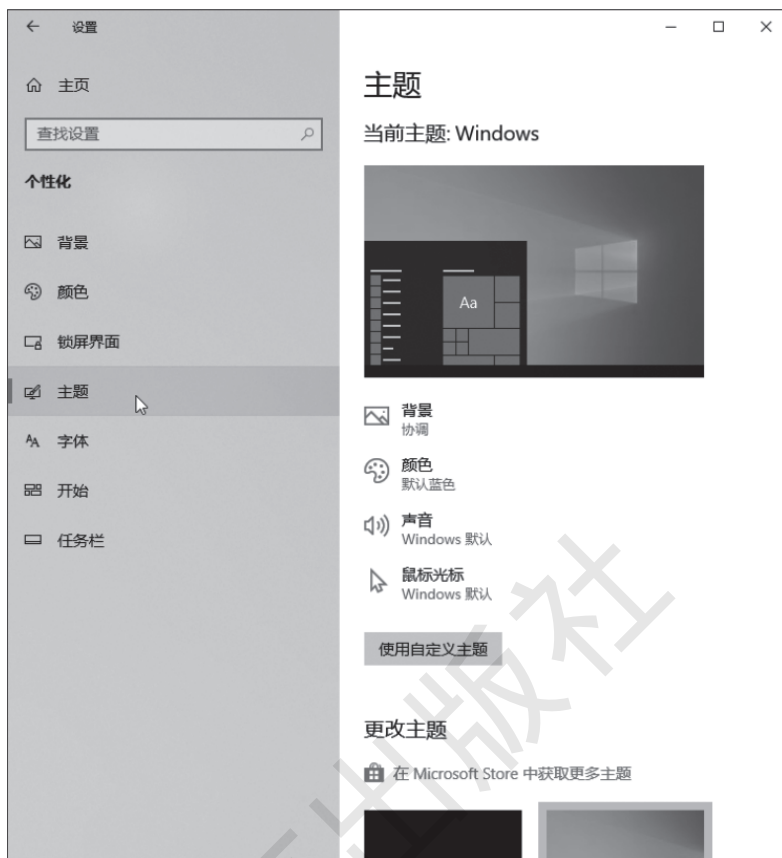 设置
主页
查找设置
个性化
背景
颜色
锁屏界面
主题
字体
开始
任务栏
主题
当前主题: Windows
Aa
背景
协调
颜色
默认蓝色
声音
Windows 默认
鼠标光标
Windows 默认
使用自定义主题
更改主题
在 Microsoft Store 中获取更多主题
出版社